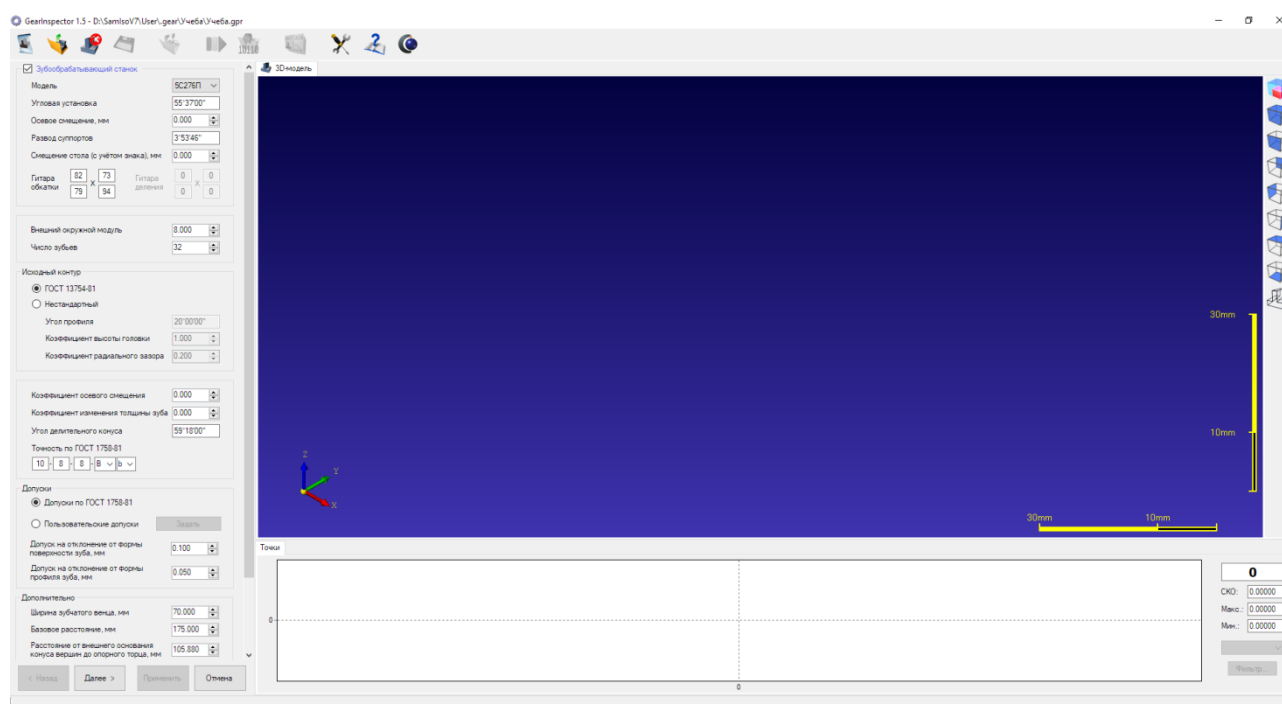 GearInspector 1.5 - D:\SamIsoV7\User\.gear\Учеба\Учеба.gpr
Зубообрабатывающий станок
Модель 5С276П
Угловая установка 55°37'00"
Осевое смещение, мм 0.000
Развод суппортов 3°53'46"
Смещение стола (с учётом знака), мм 0.000
Гитара обкатки 82 X 73 79 94 Гитара деления 0 X 0 0 0
Внешний окружной модуль 8.000
Число зубьев 32
Исходный контур
ГОСТ 13754-81
Нестандартный
Угол профиля 20°00'00"
Коэффициент высоты головки 1.000
Коэффициент радиального зазора 0.200
Коэффициент осевого смещения 0.000
Коэффициент изменения толщины зуба 0.000
Угол делительного конуса 59°18'00"
Точность по ГОСТ 1758-81
10 - 8 - 8 - B b
Допуски
Допуски по ГОСТ 1758-81
Пользовательские допуски Задать
Допуск на отклонение от формы
поверхности зуба, мм 0.100
Допуск на отклонение от формы
профиля зуба, мм 0.050
Дополнительно
Ширина зубчатого венца, мм 70.000
Базовое расстояние, мм 175.000
Расстояние от внешнего основания
конуса вершин до опорного торца, мм 105.880
< Назад Далее > Применить Отмена
3D-модель
30mm
10mm
Z
Y
X
30mm 10mm
Точки
0
0
0
СКО: 0.00000
Макс.: 0.00000
Мин.: 0.00000
Фильтр...